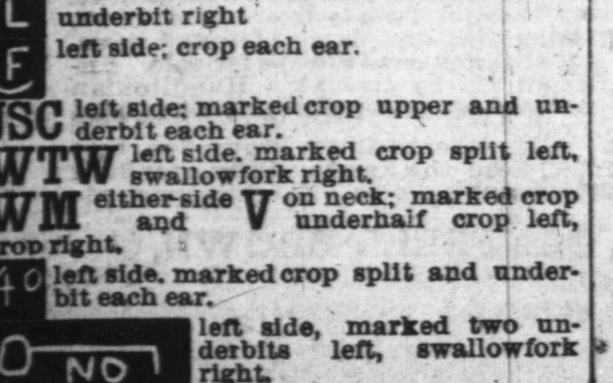 L underbit right
F left side; crop each ear.
JSC left side; marked crop upper and un-
derbit each ear.
WTW left side. marked crop split left,
swallowfork right.
WM either side V on neck; marked crop
and underhalf crop left,
crop right.
40 left side. marked crop split and under-
bit each ear.
left side, marked two un-
derbits left, swallowfork
NO right.